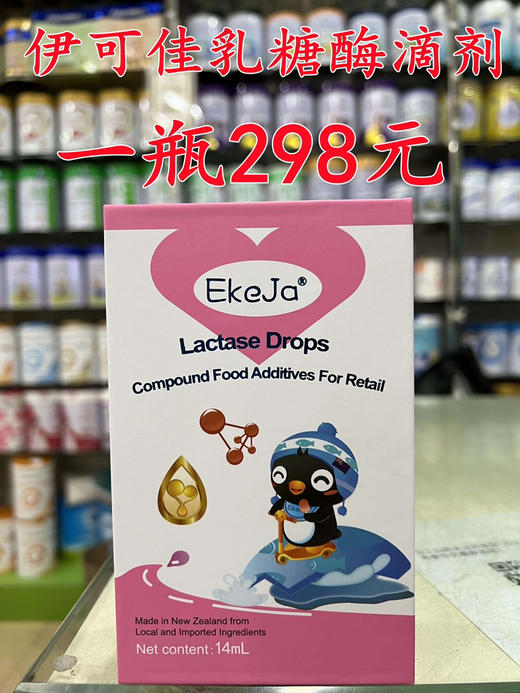 伊可佳乳糖酶滴剂
一瓶298元
EkeJa®
Lactase Drops
Compound Food Additives For Retail
Made in New Zealand from
Local and Imported Ingredients
Net content: 14mL